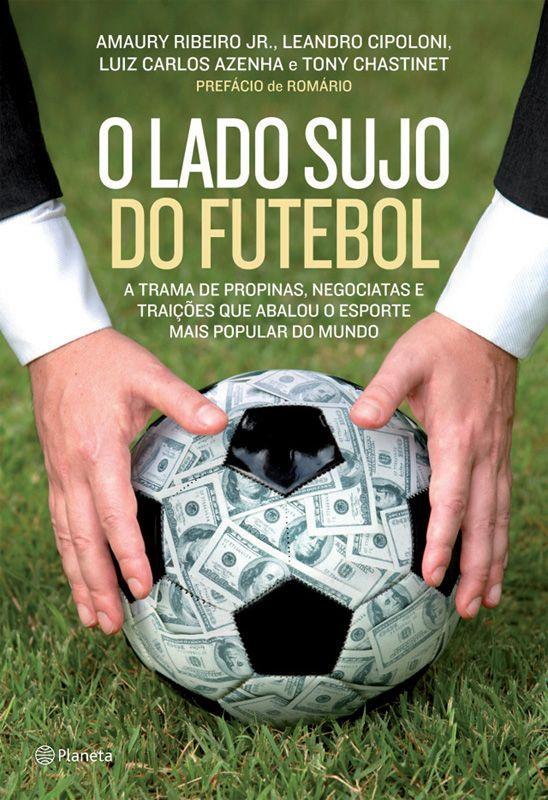 AMAURY RIBEIRO JR., LEANDRO CIPOLONI,
LUIZ CARLOS AZENHA e TONY CHASTINET
PREFÁCIO de ROMÁRIO
O LADO SUJO
DO FUTEBOL
A TRAMA DE PROPINAS, NEGOCIATAS E
TRAIÇÕES QUE ABALOU O ESPORTE
MAIS POPULAR DO MUNDO
Planeta